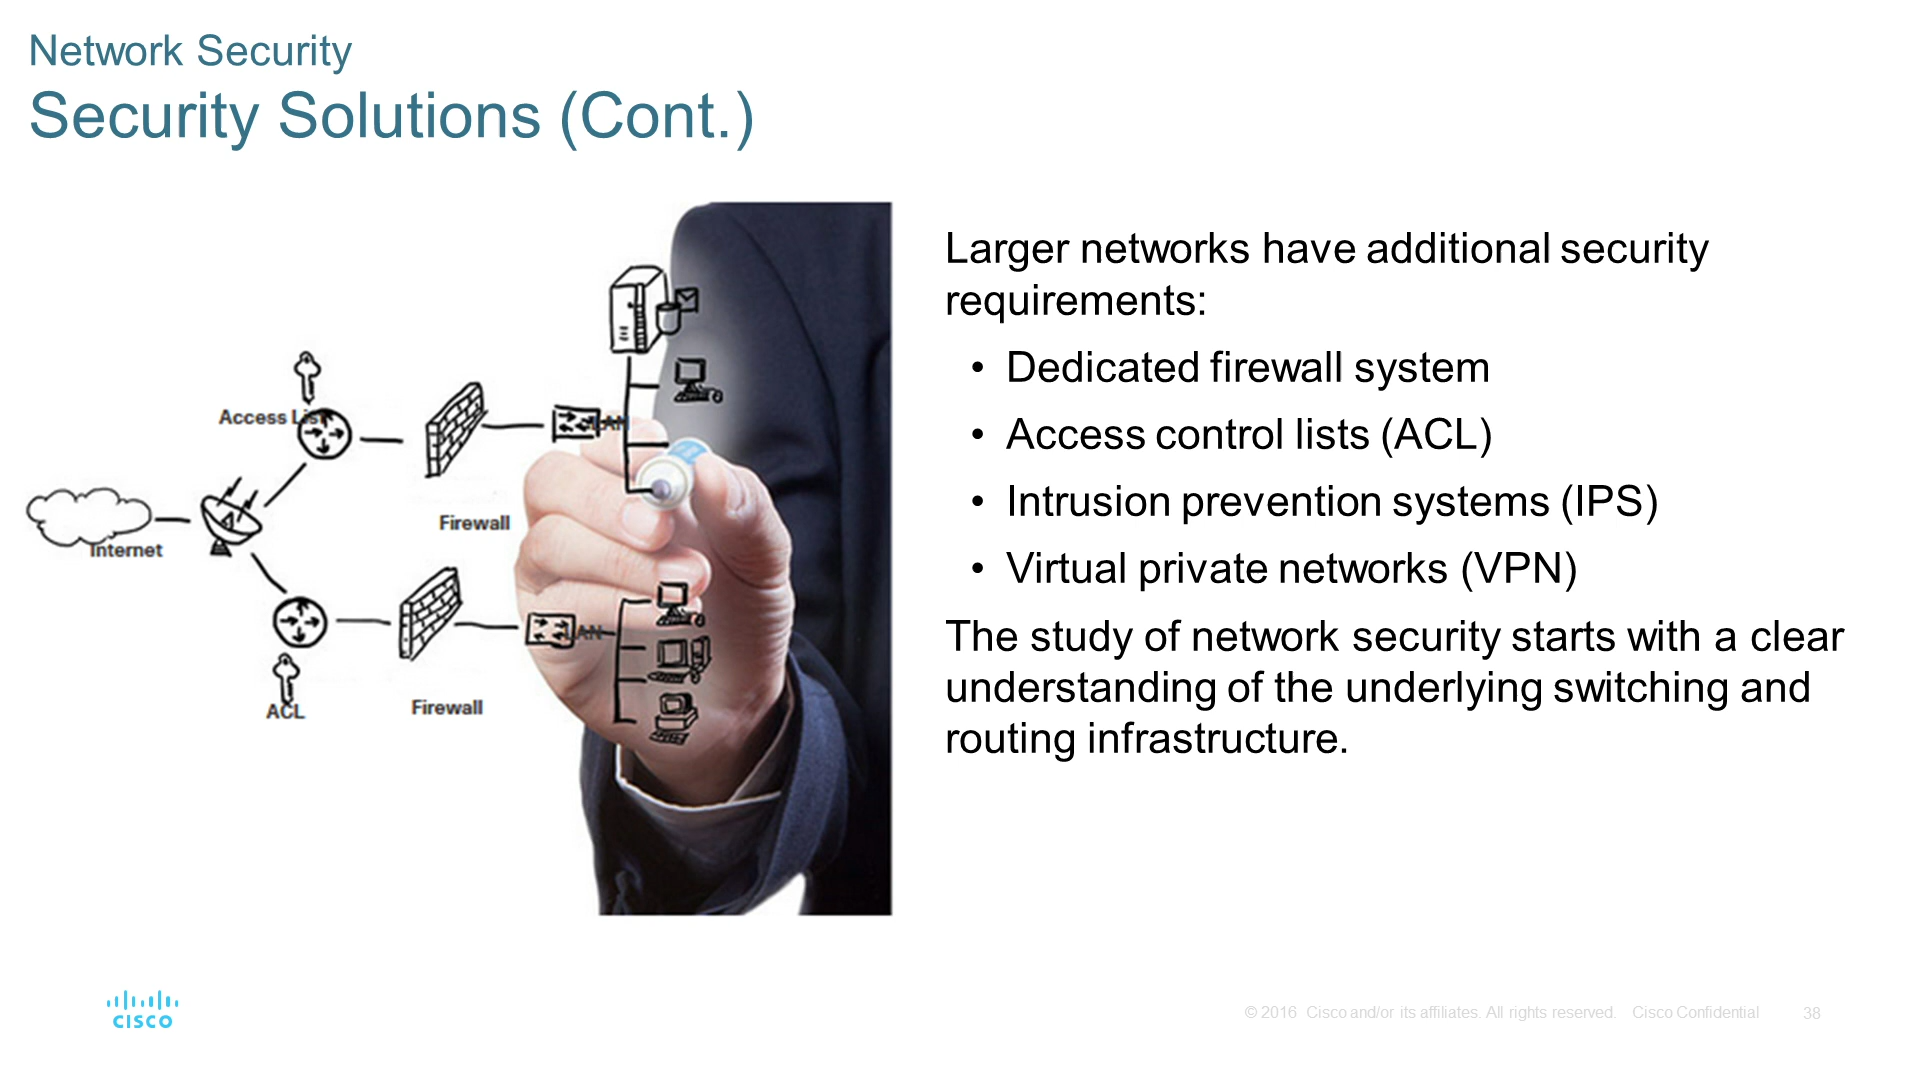 Network Security
Security Solutions (Cont.)
Access List
Internet
Firewall
LAN
ACL
Firewall
LAN
Larger networks have additional security
requirements:
• Dedicated firewall system
• Access control lists (ACL)
• Intrusion prevention systems (IPS)
• Virtual private networks (VPN)
The study of network security starts with a clear
understanding of the underlying switching and
routing infrastructure.
CISCO
© 2016 Cisco and/or its affiliates. All rights reserved. Cisco Confidential 38